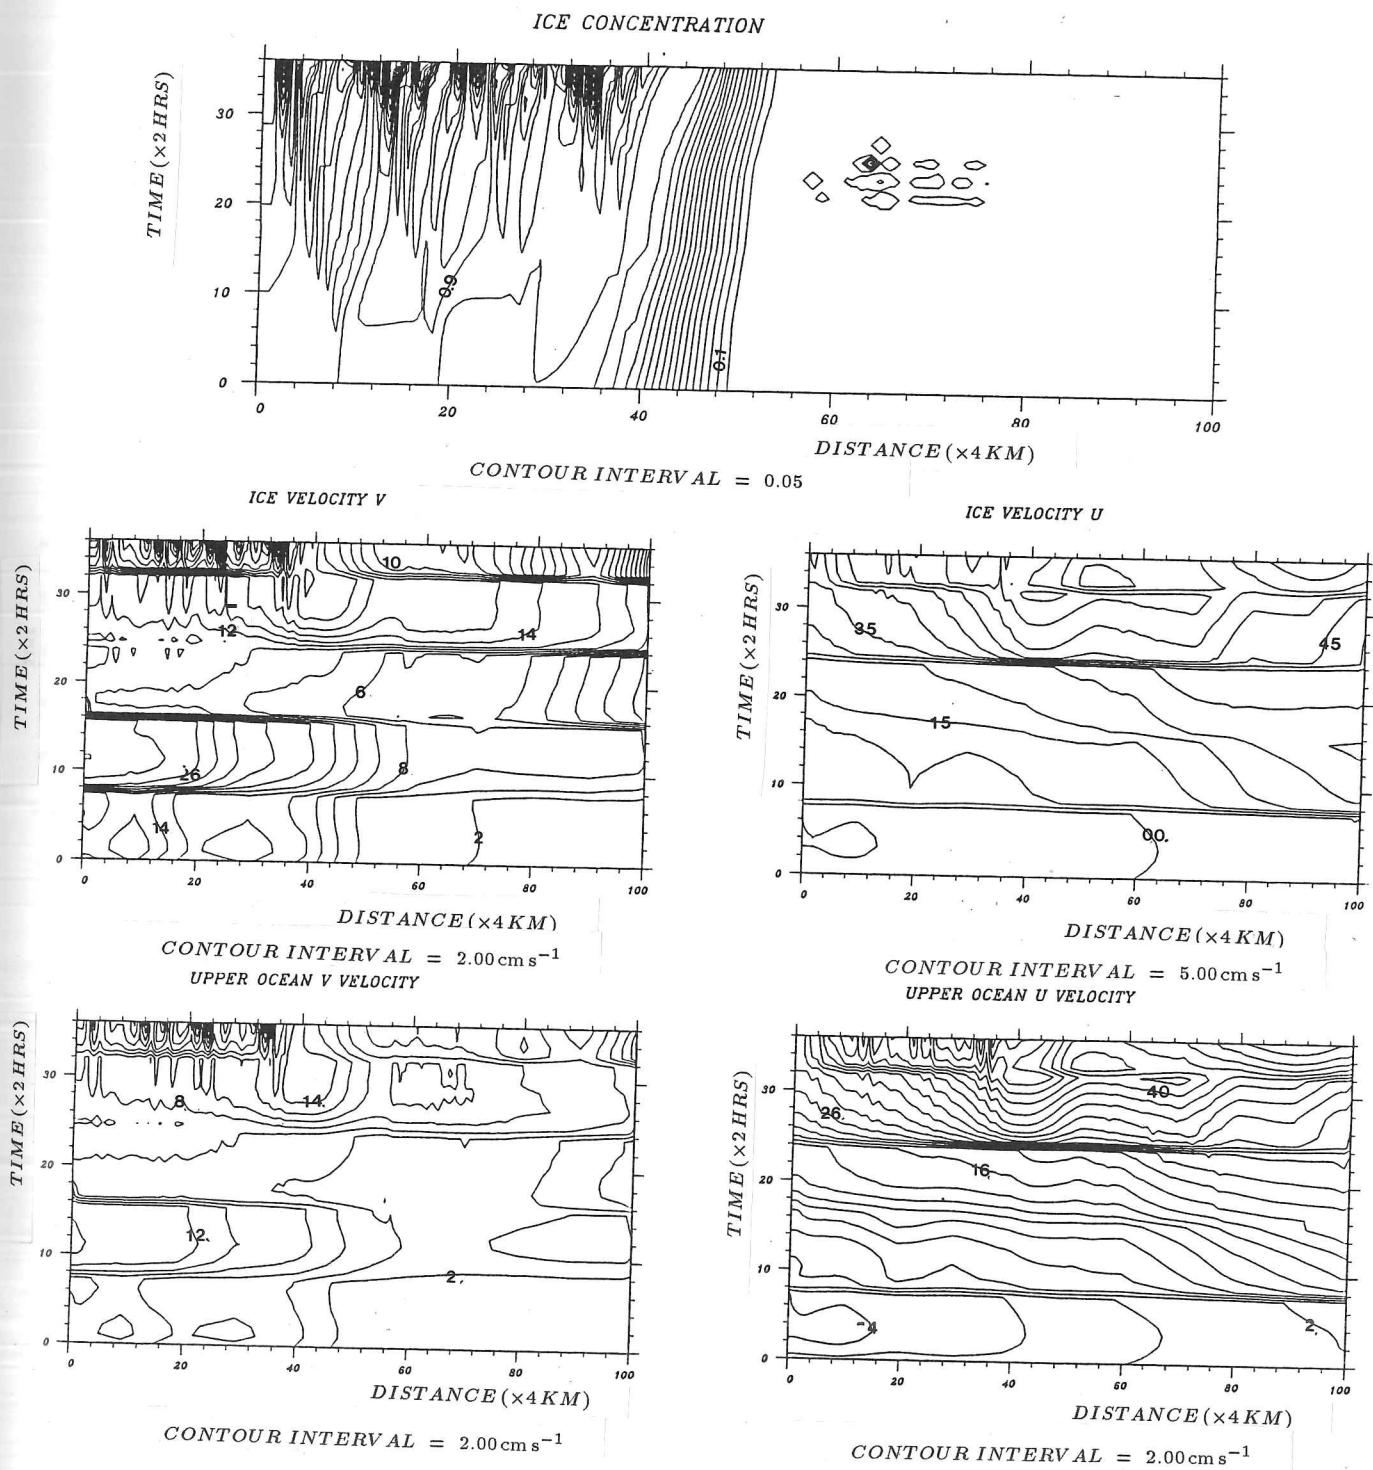 ICE CONCENTRATION
TIME (×2 HRS)
30
20
10
0
0.9
0.1
0 20 40 60 80 100
DISTANCE (×4 KM)
CONTOUR INTERVAL = 0.05
ICE VELOCITY V
TIME (×2 HRS)
30
20
10
0
10
12
14
6
26
8
14
2
0 20 40 60 80 100
DISTANCE (×4 KM)
CONTOUR INTERVAL = 2.00 cm s⁻¹
ICE VELOCITY U
TIME (×2 HRS)
30
20
10
0
35
45
15
00.
0 20 40 60 80 100
DISTANCE (×4 KM)
CONTOUR INTERVAL = 5.00 cm s⁻¹
UPPER OCEAN V VELOCITY
TIME (×2 HRS)
30
20
10
0
8.
14.
12.
2.
0 20 40 60 80 100
DISTANCE (×4 KM)
CONTOUR INTERVAL = 2.00 cm s⁻¹
UPPER OCEAN U VELOCITY
TIME (×2 HRS)
30
20
10
0
40
26.
16.
-4
2.
0 20 40 60 80 100
DISTANCE (×4 KM)
CONTOUR INTERVAL = 2.00 cm s⁻¹